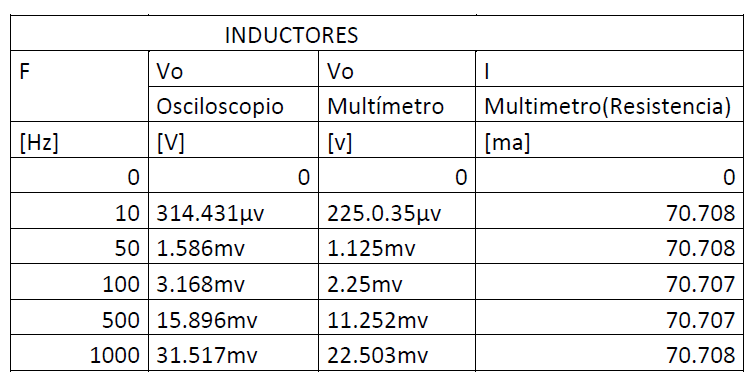 INDUCTORES
F Vo Vo I
Osciloscopio Multímetro Multimetro(Resistencia)
[Hz] [V] [v] [ma]
0 0 0 0
10 314.431µv 225.0.35µv 70.708
50 1.586mv 1.125mv 70.708
100 3.168mv 2.25mv 70.707
500 15.896mv 11.252mv 70.707
1000 31.517mv 22.503mv 70.708